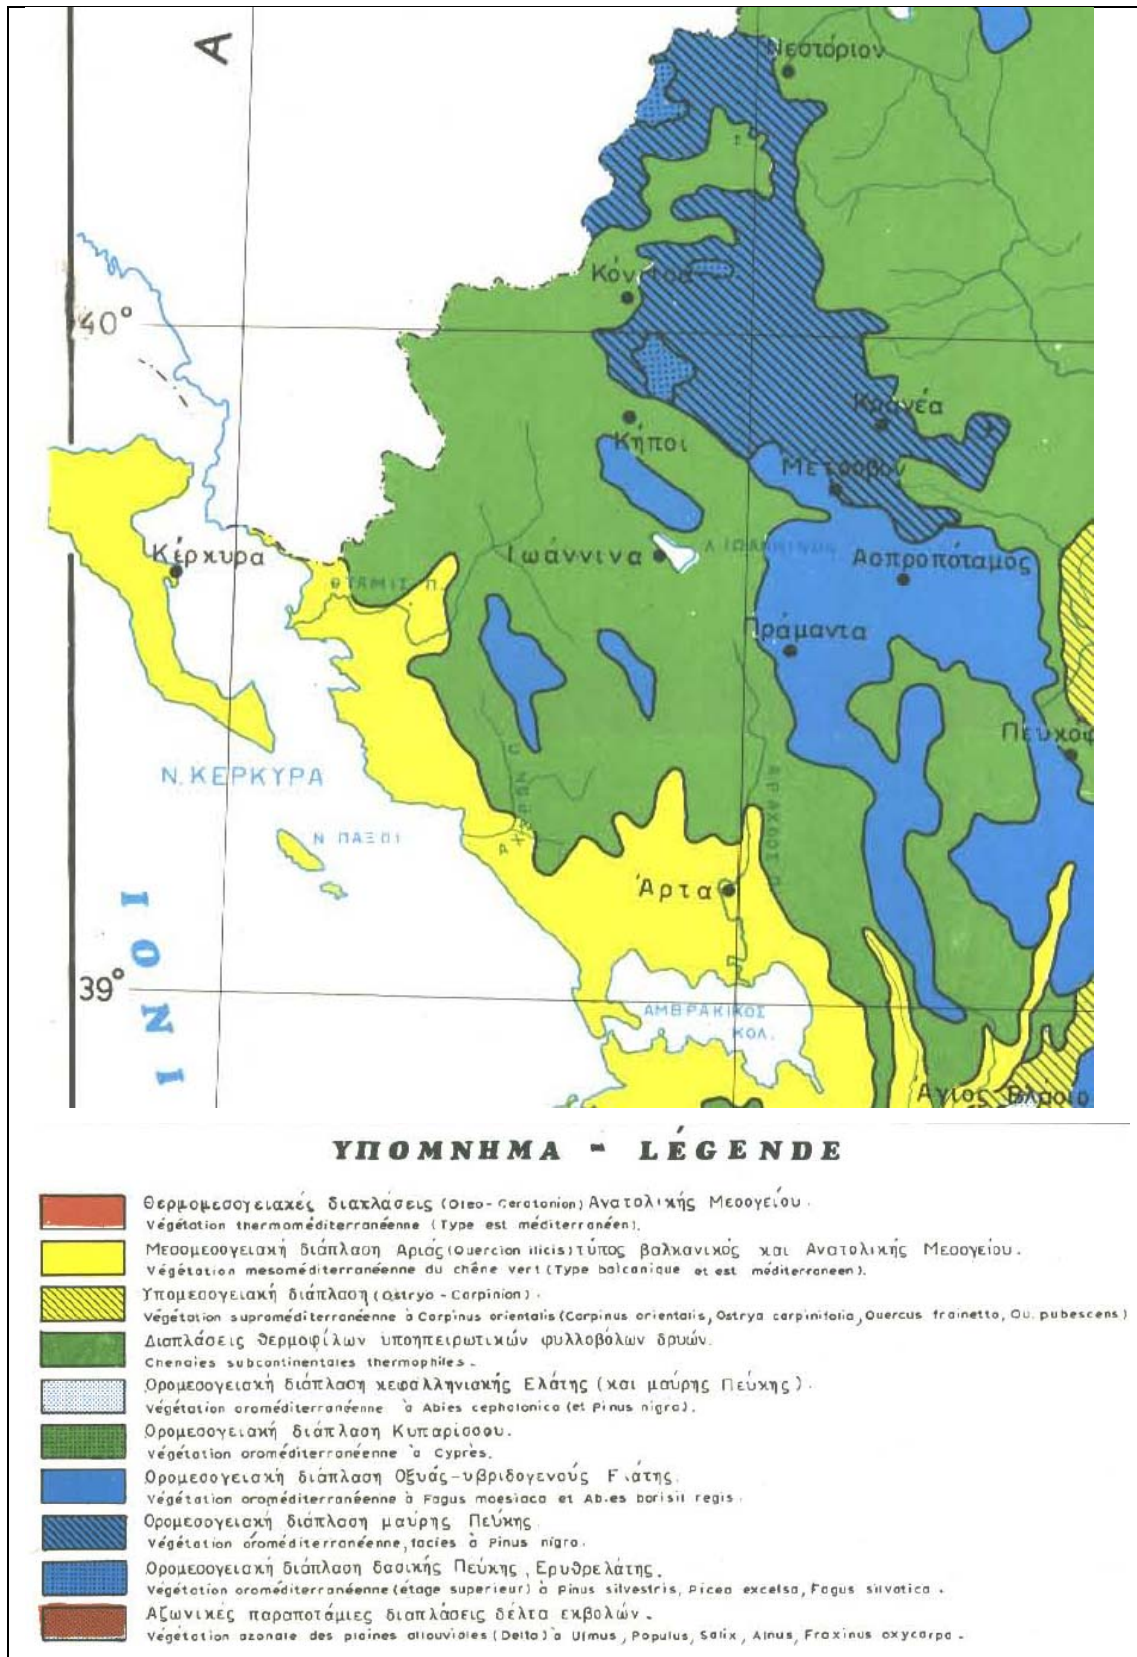 A
Νεστόριον
Κόνιτσα
40°
Κρανέα
Κήποι
Μέτσοβον
Κέρκυρα
Ιωάννινα
Λ. ΙΩΑΝΝΙΝΩΝ
Ασπροπόταμος
ΘΥΑΜΙΣ Π.
Πράμαντα
Πευκόφ
Ν. ΚΕΡΚΥΡΑ
ΑΧΕΡΩΝ Π.
ΑΡΑΧΘΟΣ Π.
Ν ΠΑΞΟΙ
Άρτα
ΙΟΝΙ
39°
ΑΜΒΡΑΚΙΚΟΣ
ΚΟΛ.
Άγιος Βλάσιο
ΥΠΟΜΝΗΜΑ - LÉGENDE
Θερμομεσογειακές διαπλάσεις (Oleo-Ceratonion) Ανατολικής Μεσογείου.
Végétation thermoméditerranéenne (Type est méditerranéen).
Μεσομεσογειακή διάπλαση Αριάς (Quercion ilicis) τύπος βαλκανικός και Ανατολικής Μεσογείου.
Végétation mesoméditerranéenne du chêne vert (Type balcanique et est méditerraneen).
Υπομεσογειακή διάπλαση (Ostryo-Carpinion).
Végétation supraméditerranéenne à Carpinus orientalis (Carpinus orientalis, Ostrya carpinifolia, Quercus frainetto, Qu. pubescens)
Διαπλάσεις θερμοφίλων υποηπειρωτικών φυλλοβόλων δρυών.
Chenaies subcontinentales thermophiles.
Ορομεσογειακή διάπλαση κεφαλληνιακής Ελάτης (και μαύρης Πεύκης).
Végétation oroméditerranéenne à Abies cephalonica (et Pinus nigra).
Ορομεσογειακή διάπλαση Κυπαρίσσου.
Végétation oroméditerranéenne à Cyprès.
Ορομεσογειακή διάπλαση Οξυάς-υβριδογενούς Ελάτης.
Végétation oroméditerranéenne à Fagus moesiaca et Abies borisii regis.
Ορομεσογειακή διάπλαση μαύρης Πεύκης.
Végétation oroméditerranéenne, facies à Pinus nigra.
Ορομεσογειακή διάπλαση δασικής Πεύκης, Ερυθρελάτης.
Végétation oroméditerranéenne (étage superieur) à Pinus silvestris, Picea excelsa, Fagus silvatica.
Αζωνικές παραποτάμιες διαπλάσεις δέλτα εκβολών.
Végétation azonale des plaines alluviales (Delta) à Ulmus, Populus, Salix, Alnus, Fraxinus oxycarpa.